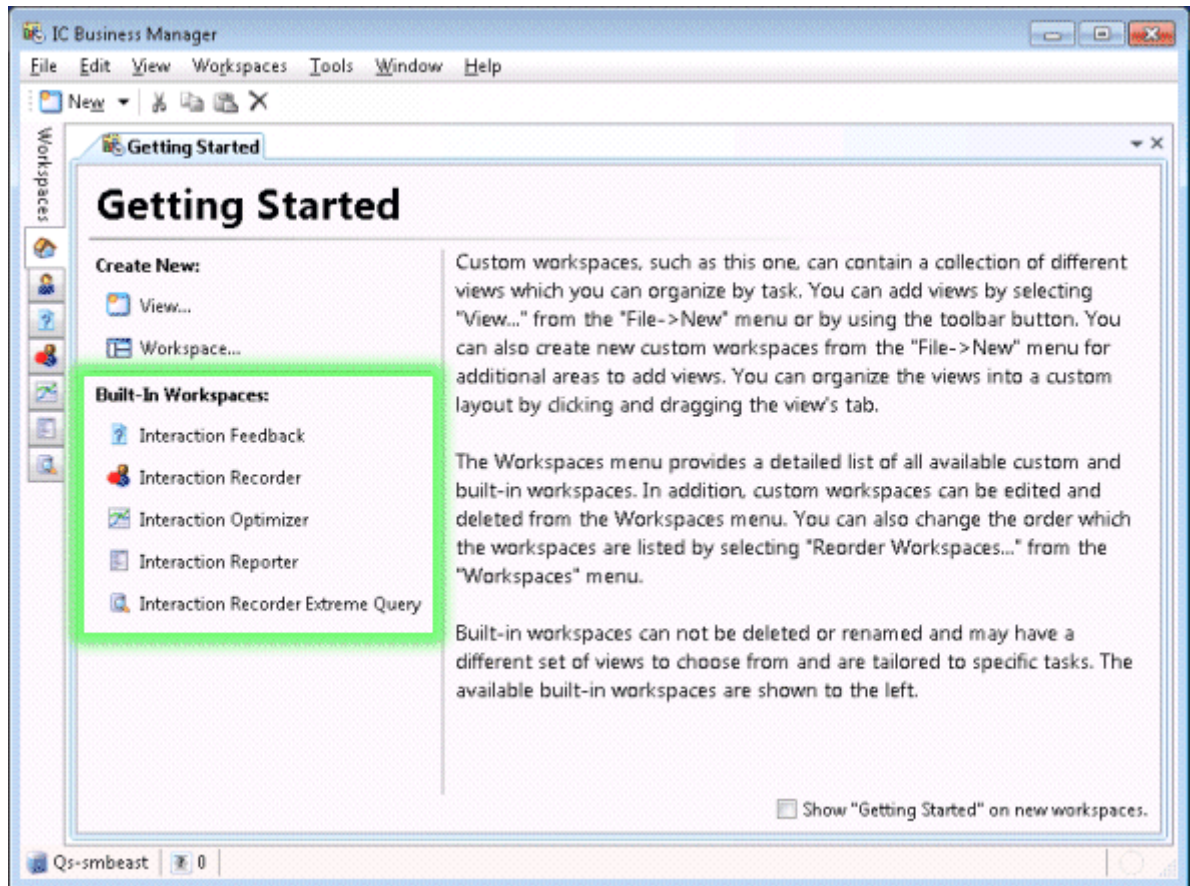 IC Business Manager
File Edit View Workspaces Tools Window Help
New
Workspaces
Getting Started
Getting Started
Create New:
View...
Workspace...
Built-In Workspaces:
Interaction Feedback
Interaction Recorder
Interaction Optimizer
Interaction Reporter
Interaction Recorder Extreme Query
Custom workspaces, such as this one, can contain a collection of different
views which you can organize by task. You can add views by selecting
"View..." from the "File->New" menu or by using the toolbar button. You
can also create new custom workspaces from the "File->New" menu for
additional areas to add views. You can organize the views into a custom
layout by clicking and dragging the view's tab.
The Workspaces menu provides a detailed list of all available custom and
built-in workspaces. In addition, custom workspaces can be edited and
deleted from the Workspaces menu. You can also change the order which
the workspaces are listed by selecting "Reorder Workspaces..." from the
"Workspaces" menu.
Built-in workspaces can not be deleted or renamed and may have a
different set of views to choose from and are tailored to specific tasks. The
available built-in workspaces are shown to the left.
Show "Getting Started" on new workspaces.
Qs-smbeast 0